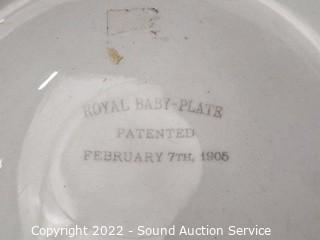 ROYAL BABY-PLATE
PATENTED
FEBRUARY 7TH, 1905
Copyright 2022 - Sound Auction Service